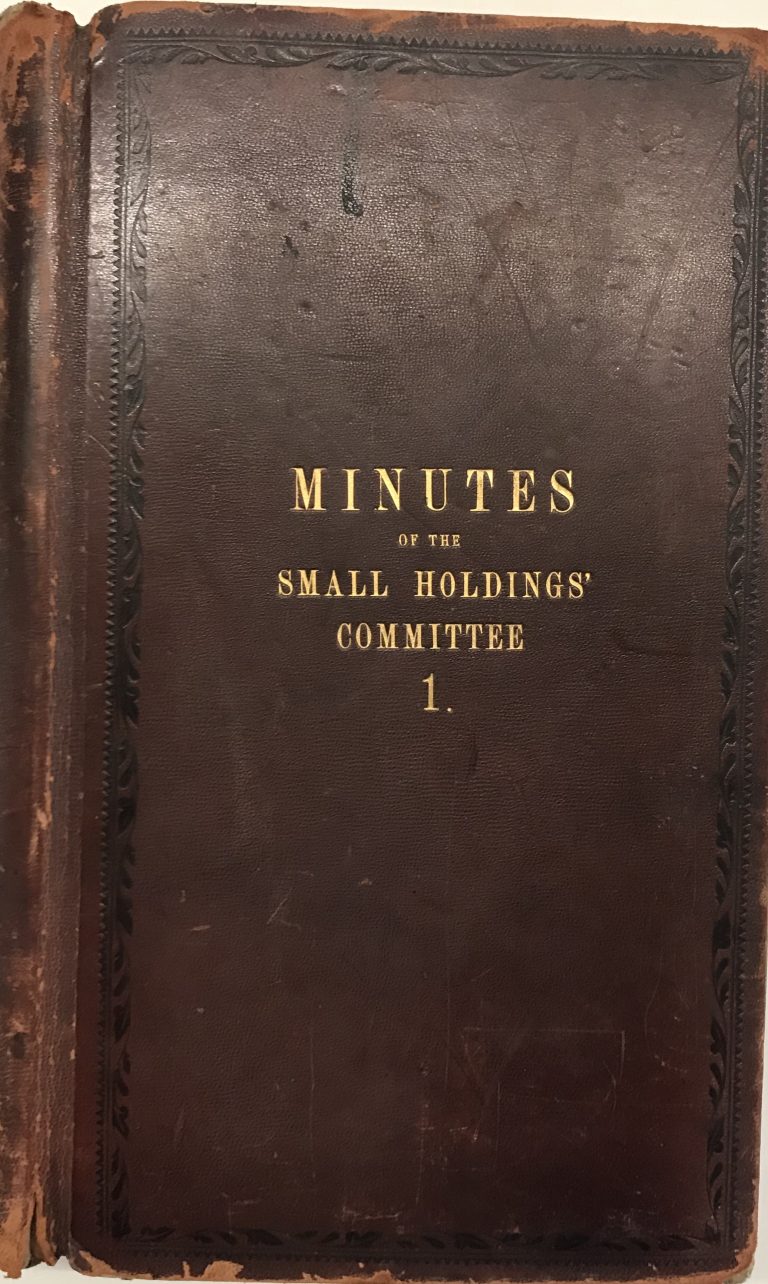 MINUTES
OF THE
SMALL HOLDINGS'
COMMITTEE
1.